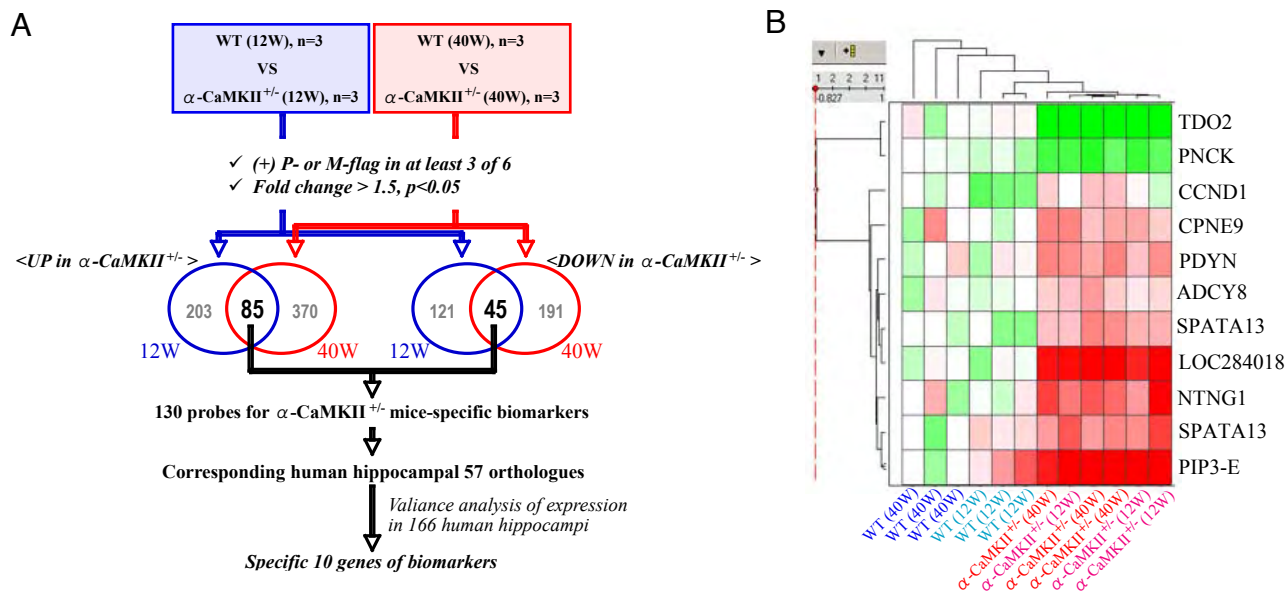 A
WT (12W), n=3
VS
α-CaMKII+/- (12W), n=3
WT (40W), n=3
VS
α-CaMKII+/- (40W), n=3
✓ (+) P- or M-flag in at least 3 of 6
✓ Fold change > 1.5, p<0.05
<UP in α-CaMKII+/- >
<DOWN in α-CaMKII+/- >
203
85
370
121
45
191
12W
40W
12W
40W
130 probes for α-CaMKII+/- mice-specific biomarkers
Corresponding human hippocampal 57 orthologues
Valiance analysis of expression
in 166 human hippocampi
Specific 10 genes of biomarkers
B
1 2 2 2 11
-0.827 1
TDO2
PNCK
CCND1
CPNE9
PDYN
ADCY8
SPATA13
LOC284018
NTNG1
SPATA13
PIP3-E
WT (40W)
WT (40W)
WT (40W)
WT (12W)
WT (12W)
WT (12W)
α-CaMKII+/- (40W)
α-CaMKII+/- (12W)
α-CaMKII+/- (40W)
α-CaMKII+/- (40W)
α-CaMKII+/- (12W)
α-CaMKII+/- (12W)